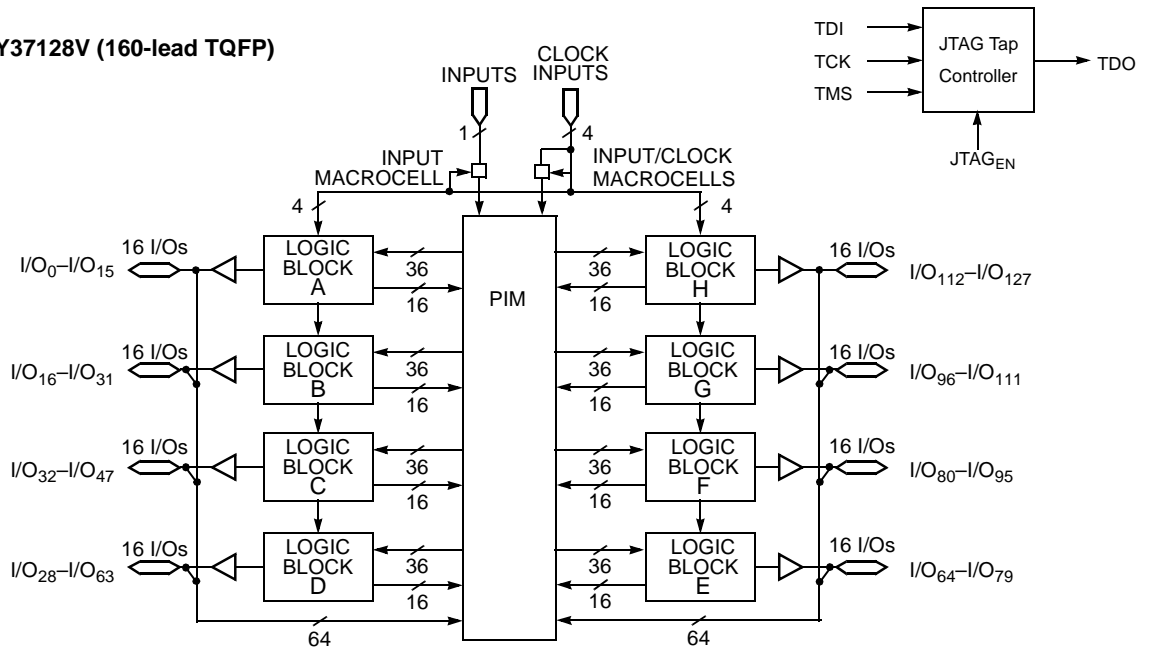 Y37128V (160-lead TQFP)
TDI
TCK
TMS
JTAG Tap
Controller
TDO
JTAG_EN
INPUTS
CLOCK
INPUTS
1
4
INPUT
MACROCELL
INPUT/CLOCK
MACROCELLS
4
4
I/O0–I/O15
16 I/Os
LOGIC
BLOCK
A
36
16
PIM
36
16
LOGIC
BLOCK
H
16 I/Os
I/O112–I/O127
I/O16–I/O31
16 I/Os
LOGIC
BLOCK
B
36
16
36
16
LOGIC
BLOCK
G
16 I/Os
I/O96–I/O111
I/O32–I/O47
16 I/Os
LOGIC
BLOCK
C
36
16
36
16
LOGIC
BLOCK
F
16 I/Os
I/O80–I/O95
I/O28–I/O63
16 I/Os
LOGIC
BLOCK
D
36
16
36
16
LOGIC
BLOCK
E
16 I/Os
I/O64–I/O79
64
64